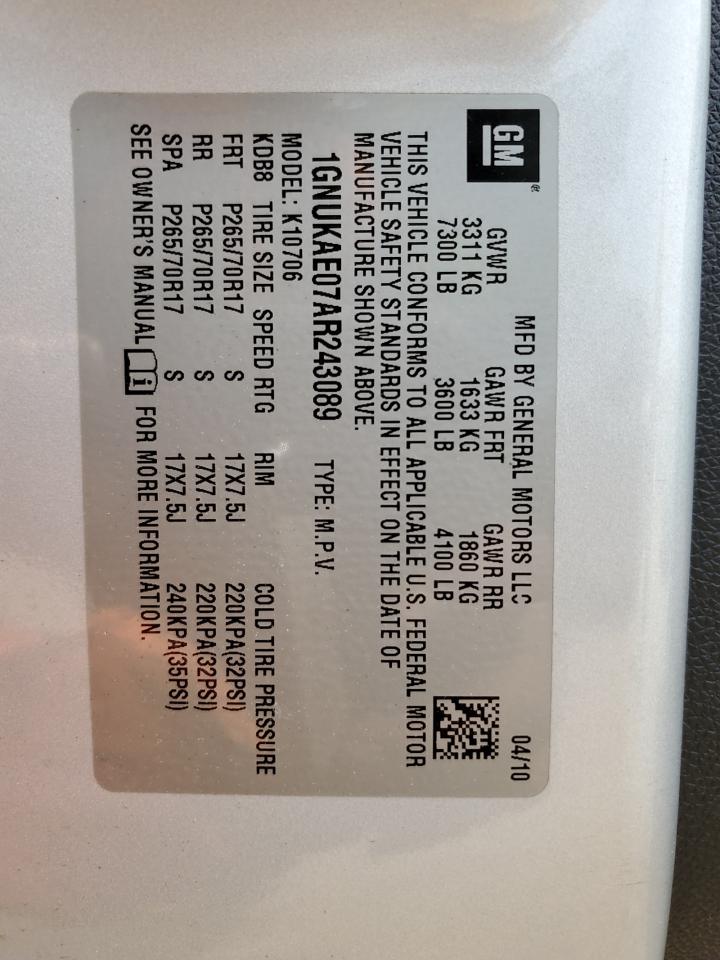 GM®
MFD BY GENERAL MOTORS LLC 04/10
GVWR GAWR FRT GAWR RR
3311 KG 1633 KG 1860 KG
7300 LB 3600 LB 4100 LB
THIS VEHICLE CONFORMS TO ALL APPLICABLE U.S. FEDERAL MOTOR
VEHICLE SAFETY STANDARDS IN EFFECT ON THE DATE OF
MANUFACTURE SHOWN ABOVE.
1GNUKAE07AR243089 TYPE: M.P.V.
MODEL: K10706
KDB8 TIRE SIZE SPEED RTG RIM COLD TIRE PRESSURE
FRT P265/70R17 S 17X7.5J 220KPA(32PSI)
RR P265/70R17 S 17X7.5J 220KPA(32PSI)
SPA P265/70R17 S 17X7.5J 240KPA(35PSI)
SEE OWNER'S MANUAL i FOR MORE INFORMATION.